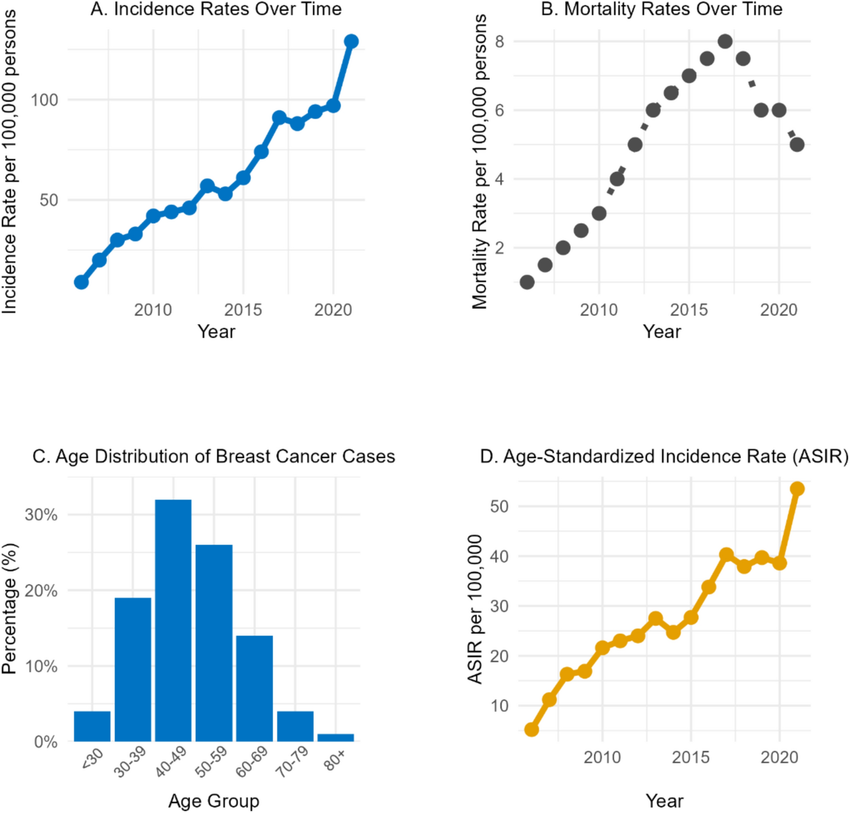 A. Incidence Rates Over Time
Incidence Rate per 100,000 persons
100
50
2010 2015 2020
Year
B. Mortality Rates Over Time
Mortality Rate per 100,000 persons
8
6
4
2
2010 2015 2020
Year
C. Age Distribution of Breast Cancer Cases
Percentage (%)
30%
20%
10%
0%
<30 30-39 40-49 50-59 60-69 70-79 80+
Age Group
D. Age-Standardized Incidence Rate (ASIR)
ASIR per 100,000
50
40
30
20
10
2010 2015 2020
Year